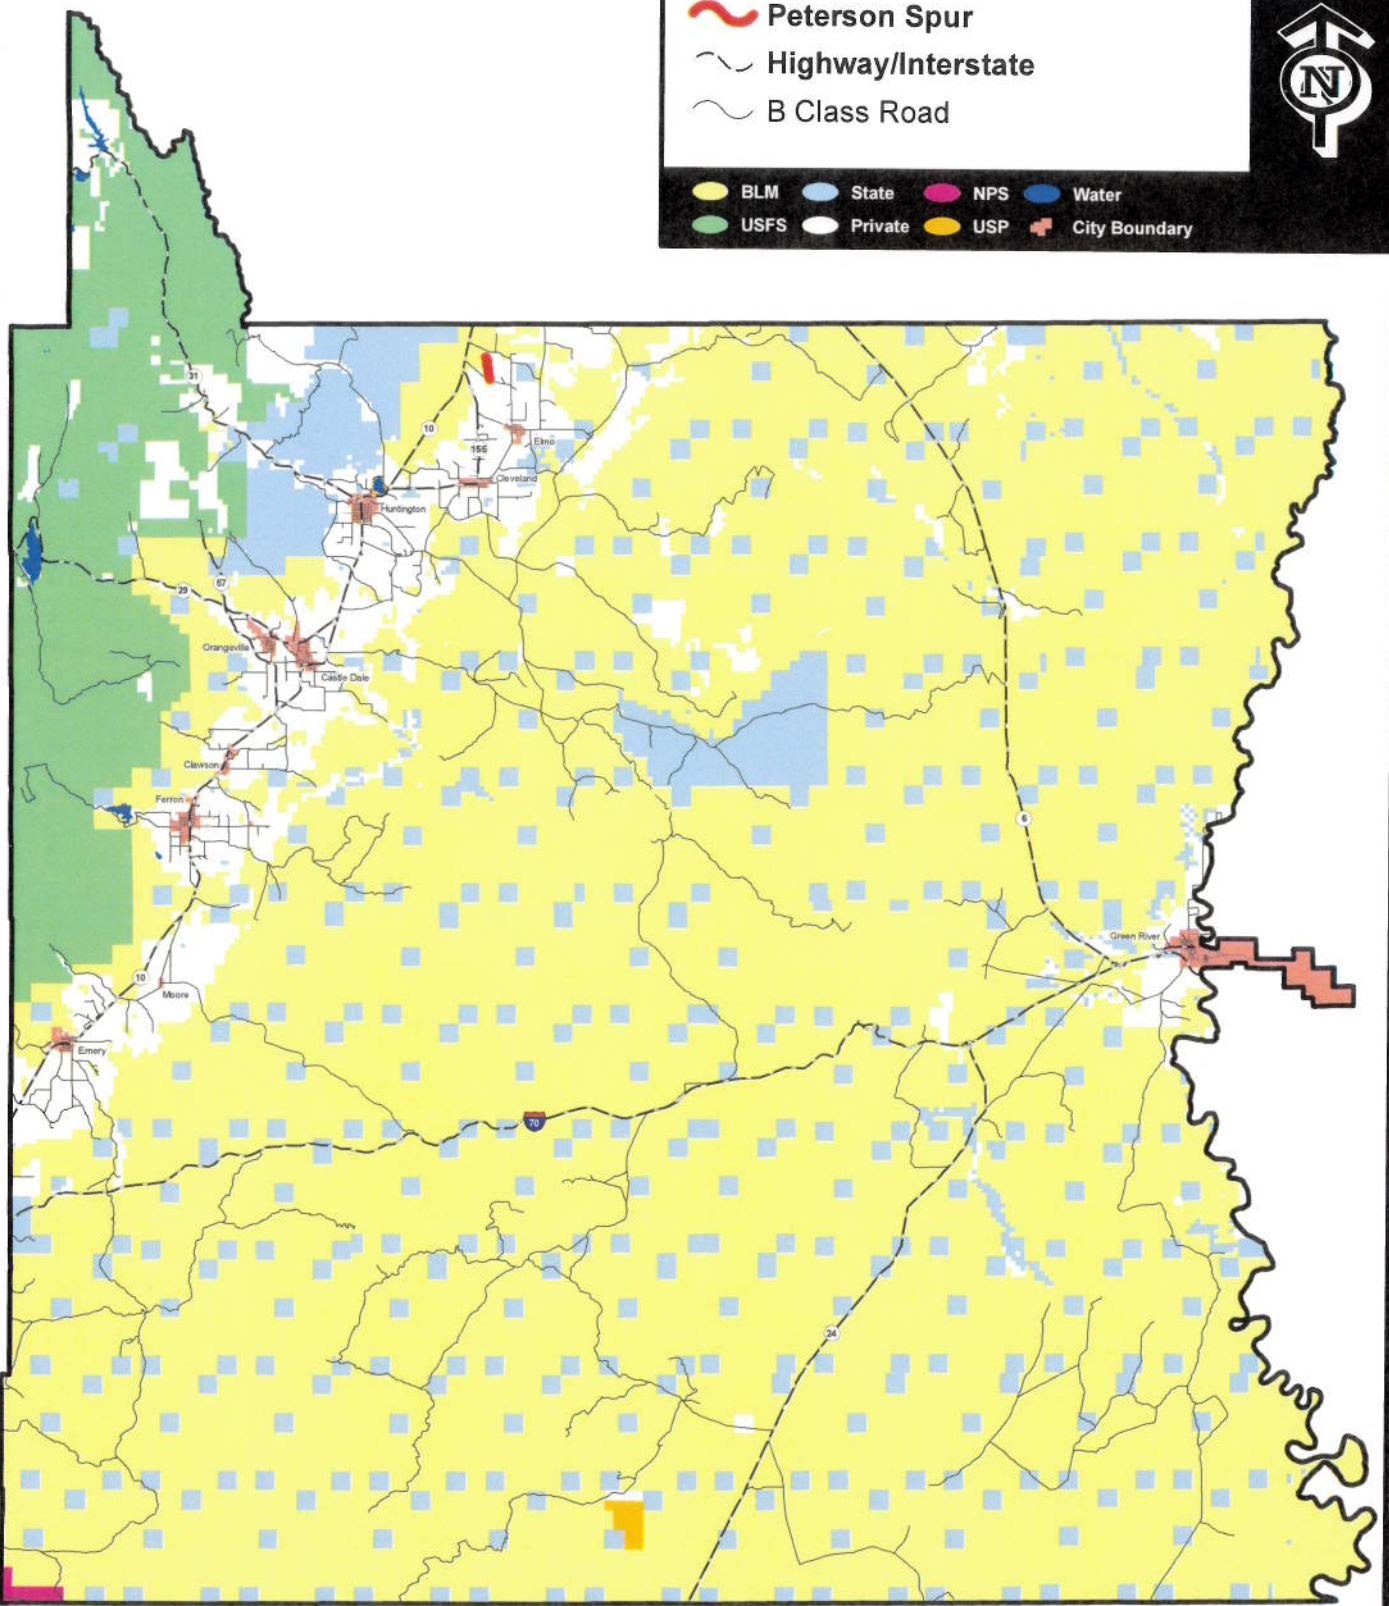 Peterson Spur
Highway/Interstate
B Class Road
N
BLM State NPS Water
USFS Private USP City Boundary
31
10
155
Elmo
Cleveland
Huntington
29
57
Orangeville
Castle Dale
Clawson
Ferron
6
Green River
10
Moore
Emery
70
24